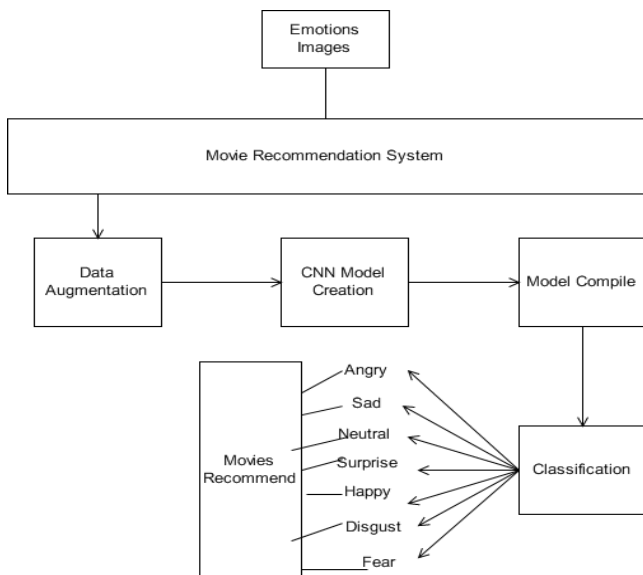 Emotions
Images
Movie Recommendation System
Data
Augmentation
CNN Model
Creation
Model Compile
Angry
Sad
Neutral
Surprise
Happy
Disgust
Fear
Movies
Recommend
Classification